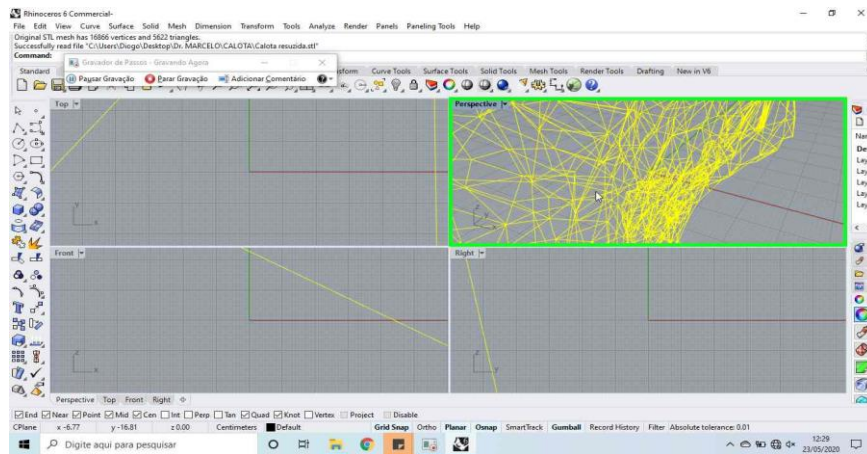 Rhinoceros 6 Commercial-
File Edit View Curve Surface Solid Mesh Dimension Transform Tools Analyze Render Panels Paneling Tools Help
Original STL mesh has 16866 vertices and 5622 triangles.
Successfully read file "C:\Users\Diogo\Desktop\Dr. MARCELO\CALOTA\Calota resuzida.stl"
Command:
Gravador de Passos - Gravando Agora
Standard
Curve Tools Surface Tools Solid Tools Mesh Tools Render Tools Drafting New in V6
Pausar Gravação Parar Gravação Adicionar Comentário
Top
Perspective
z
y
x
Front
Right
z
x
z
y
Perspective Top Front Right
End Near Point Mid Cen Int Perp Tan Quad Knot Vertex Project Disable
CPlane x -6.77 y -16.81 z 0.00 Centimeters Default Grid Snap Ortho Planar Osnap SmartTrack Gumball Record History Filter Absolute tolerance: 0.01
Digite aqui para pesquisar
12:29
23/05/2020